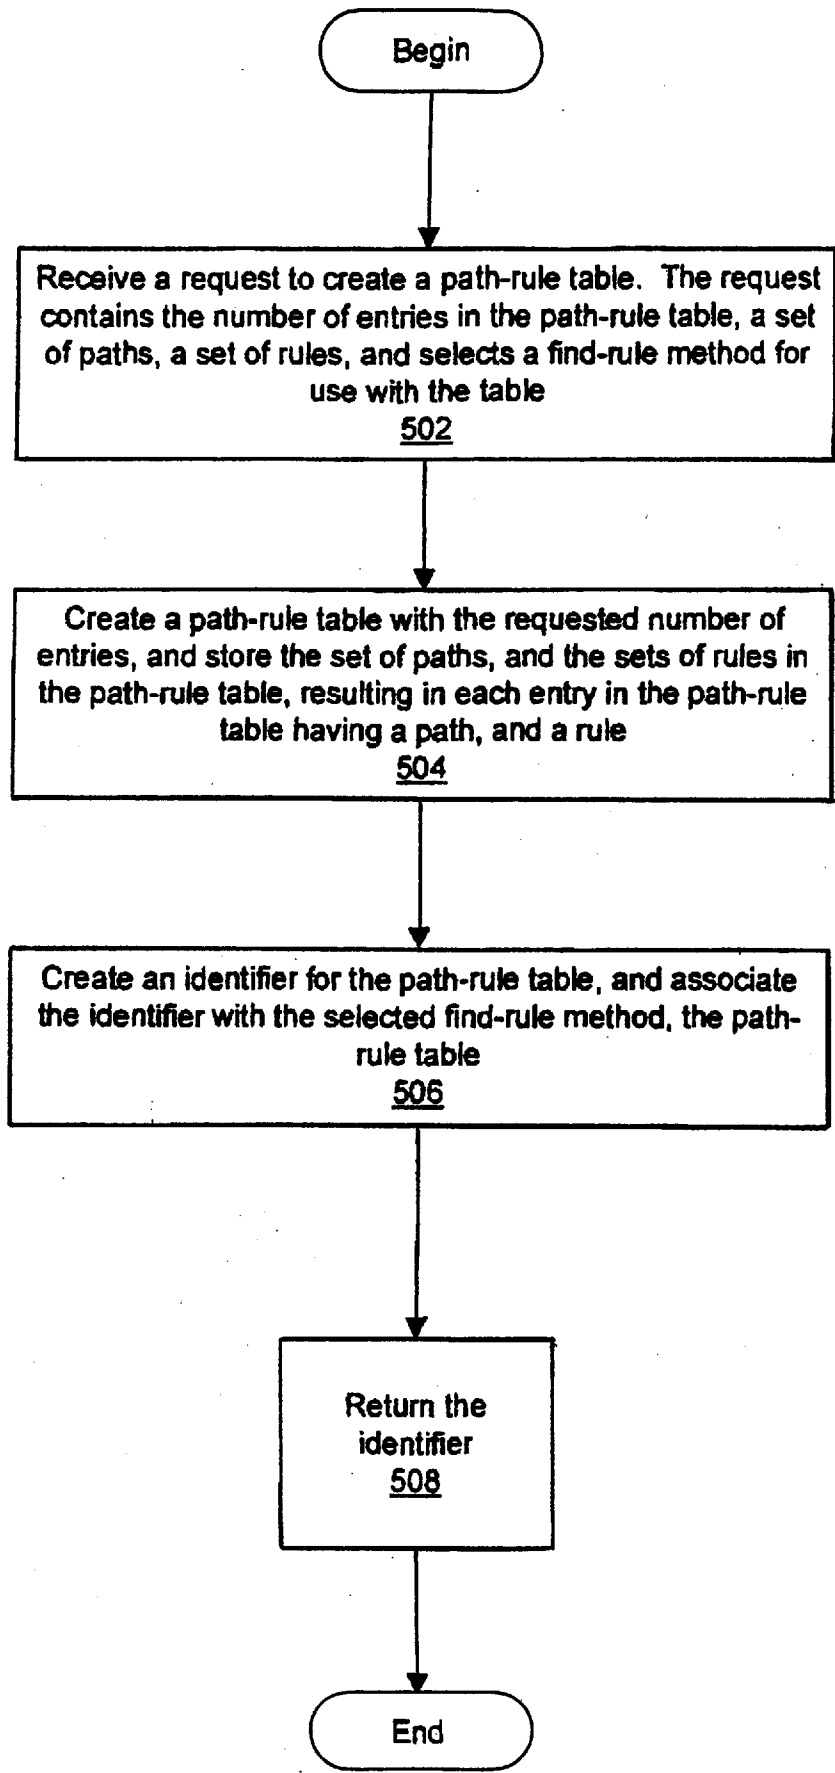 Begin
Receive a request to create a path-rule table. The request
contains the number of entries in the path-rule table, a set
of paths, a set of rules, and selects a find-rule method for
use with the table
502
Create a path-rule table with the requested number of
entries, and store the set of paths, and the sets of rules in
the path-rule table, resulting in each entry in the path-rule
table having a path, and a rule
504
Create an identifier for the path-rule table, and associate
the identifier with the selected find-rule method, the path-
rule table
506
Return the
identifier
508
End